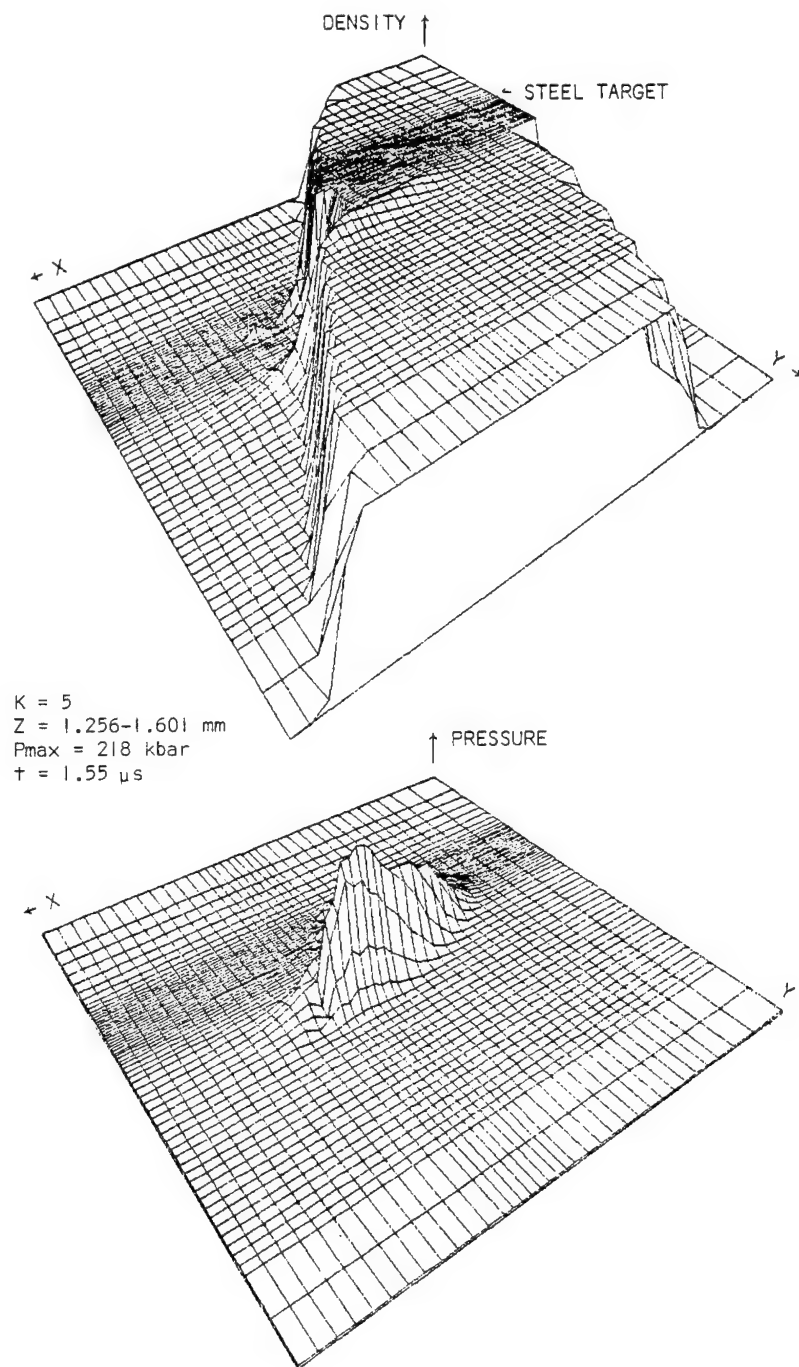 DENSITY ↑
← STEEL TARGET
← X
Y →
K = 5
Z = 1.256-1.601 mm
Pmax = 218 kbar
t = 1.55 µs
↑ PRESSURE
← X
Y